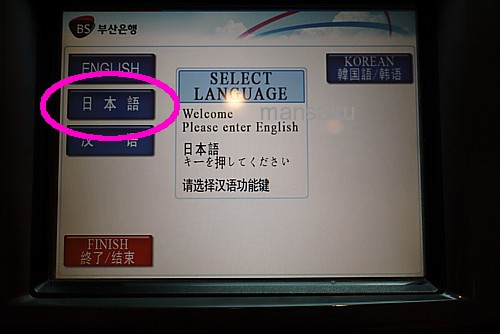 BS 부산은행
ENGLISH
日本語
汉语
SELECT
LANGUAGE
Welcome
Please enter English
日本語
キーを押してください
请选择汉语功能键
KOREAN
韓国語/韩语
FINISH
終了/结束